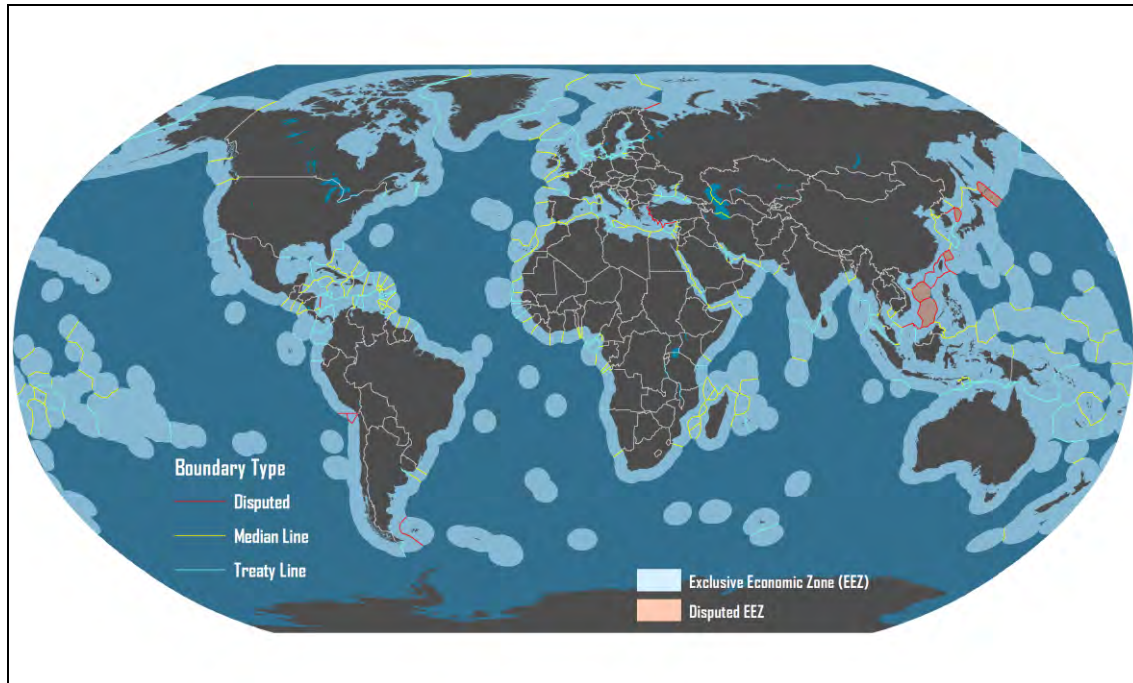 Boundary Type
Disputed
Median Line
Treaty Line
Exclusive Economic Zone (EEZ)
Disputed EEZ